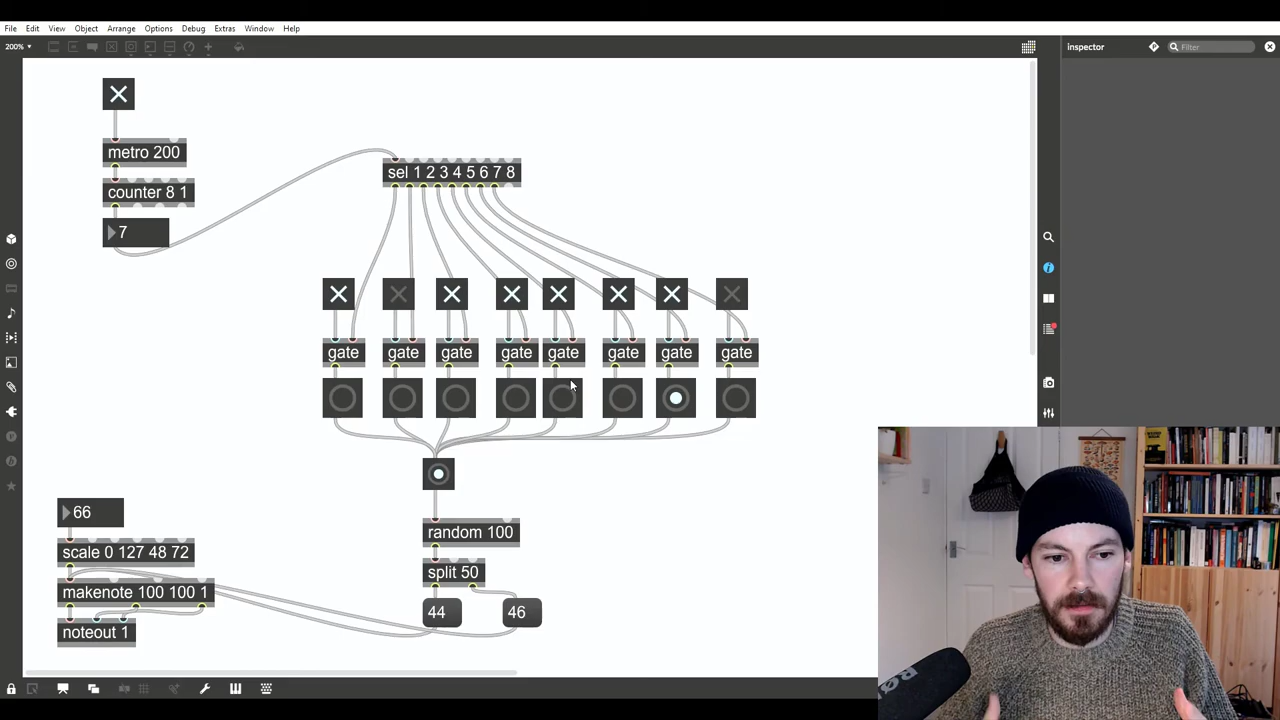 File Edit View Object Arrange Options Debug Extras Window Help
200%
inspector
Filter
metro 200
counter 8 1
7
sel 1 2 3 4 5 6 7 8
gate gate gate gate gate gate gate gate
66
scale 0 127 48 72
makenote 100 100 1
noteout 1
random 100
split 50
44 46